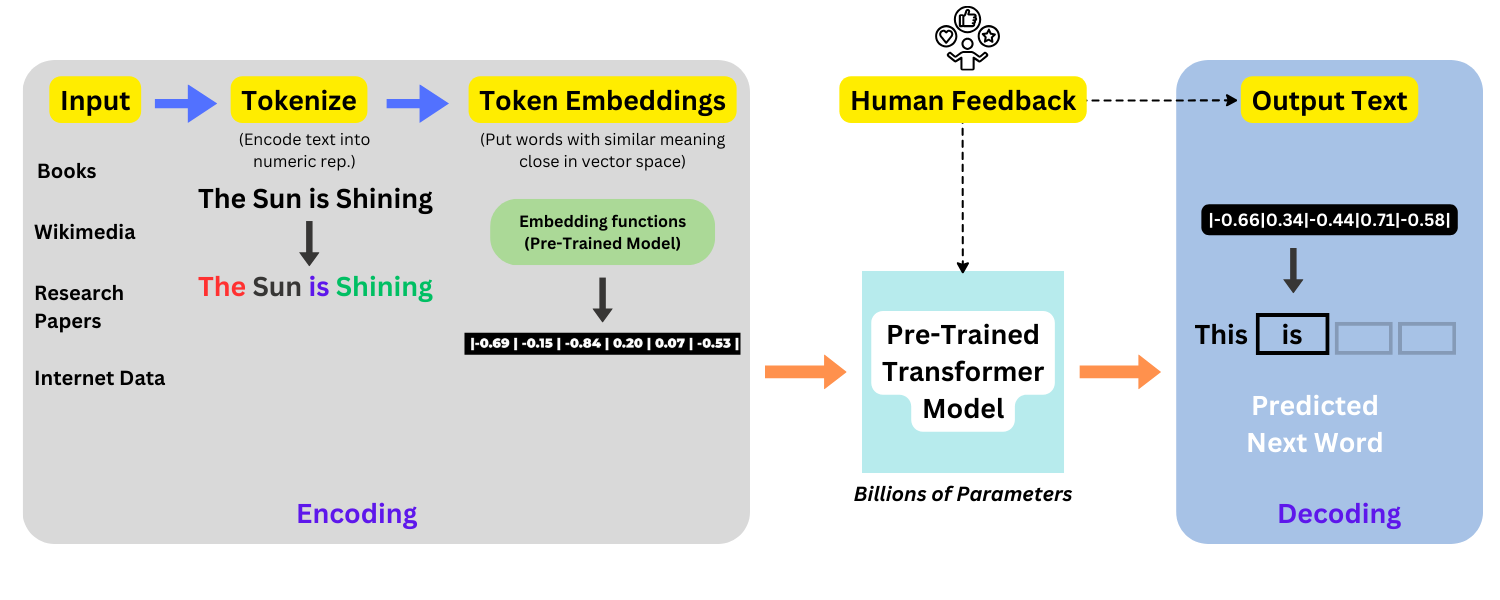 Input
Tokenize
Token Embeddings
(Encode text into
numeric rep.)
(Put words with similar meaning
close in vector space)
Books
Wikimedia
Research
Papers
Internet Data
The Sun is Shining
The Sun is Shining
Embedding functions
(Pre-Trained Model)
|-0.69 | -0.15 | -0.84 | 0.20 | 0.07 | -0.53 |
Encoding
Human Feedback
Pre-Trained
Transformer
Model
Billions of Parameters
Output Text
|-0.66|0.34|-0.44|0.71|-0.58|
This is
Predicted
Next Word
Decoding